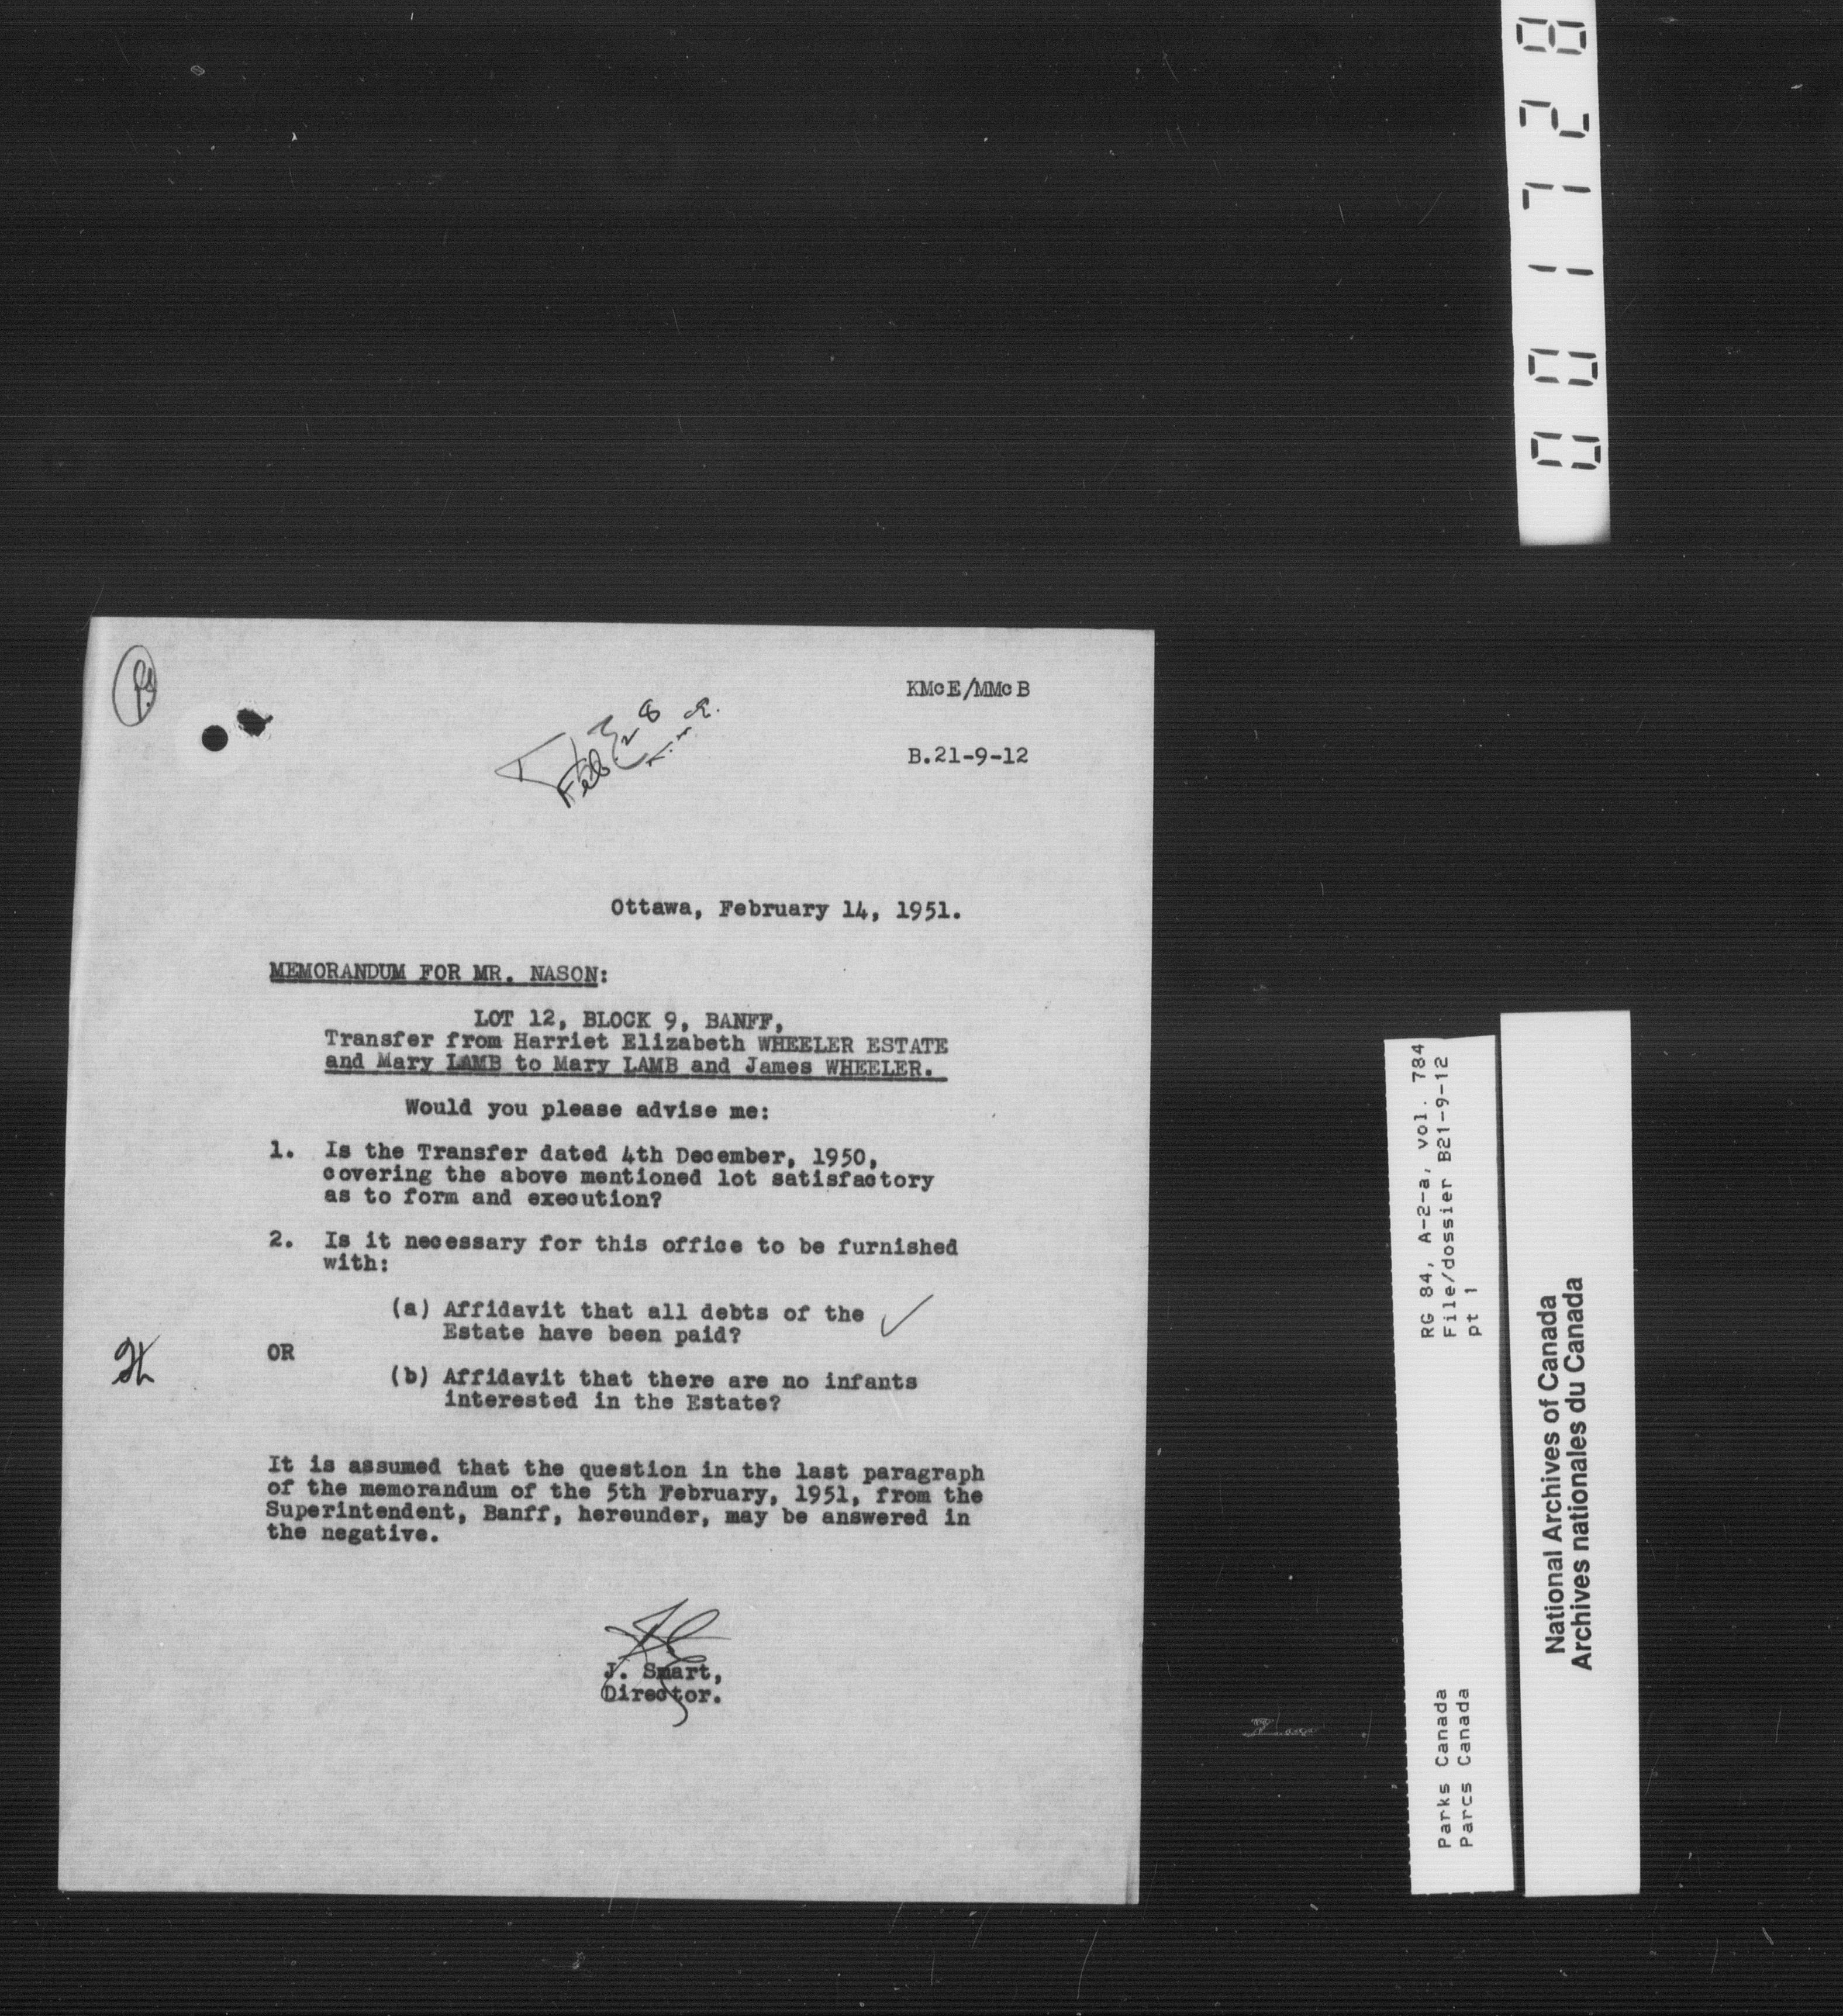 001728
KMcE/MMcB
B.21-9-12
Feb 28
Ottawa, February 14, 1951.
MEMORANDUM FOR MR. NASON:
LOT 12, BLOCK 9, BANFF,
Transfer from Harriet Elizabeth WHEELER ESTATE
and Mary LAMB to Mary LAMB and James WHEELER.
Would you please advise me:
1. Is the Transfer dated 4th December, 1950,
covering the above mentioned lot satisfactory
as to form and execution?
2. Is it necessary for this office to be furnished
with:
(a) Affidavit that all debts of the
Estate have been paid?
OR
(b) Affidavit that there are no infants
interested in the Estate?
It is assumed that the question in the last paragraph
of the memorandum of the 5th February, 1951, from the
Superintendent, Banff, hereunder, may be answered in
the negative.
J. Smart,
Director.
RG 84, A-2-a, vol. 784
File/dossier B21-9-12
pt 1
Parks Canada
Parcs Canada
National Archives of Canada
Archives nationales du Canada